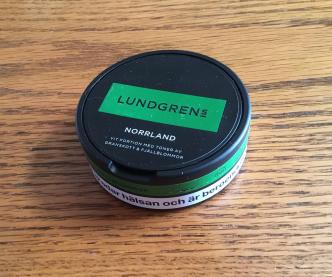 LUNDGRENS
NORRLAND
VIT PORTION MED TONER AV
GRANSKOTT & FJÄLLBLOMMOR
hälsan och är